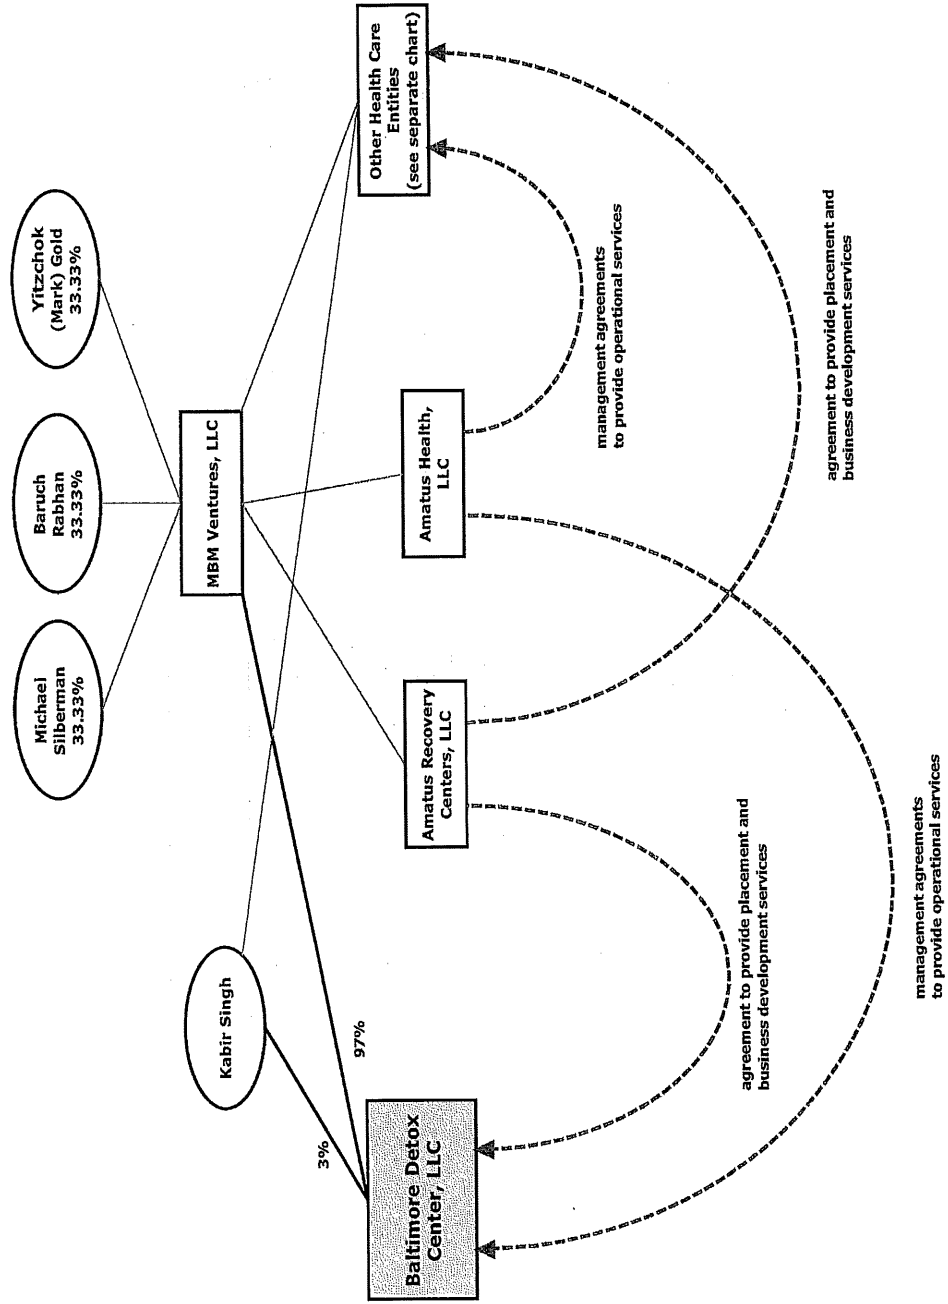 Michael
Silberman
33.33%
Baruch
Rabhan
33.33%
Yitzchok
(Mark) Gold
33.33%
Kabir Singh
MBM Ventures, LLC
3%
97%
Baltimore Detox
Center, LLC
Amatus Recovery
Centers, LLC
Amatus Health,
LLC
Other Health Care
Entities
(see separate chart)
management agreements
to provide operational services
agreement to provide placement and
business development services
agreement to provide placement and
business development services
management agreements
to provide operational services